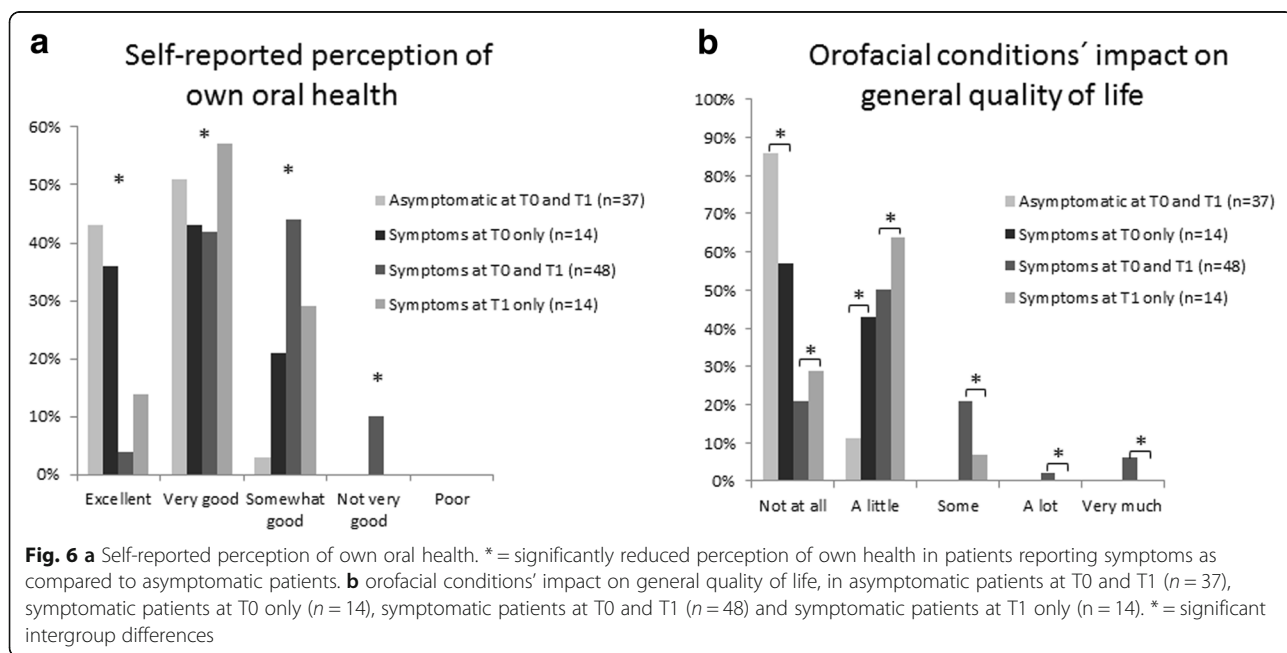 a
Self-reported perception of
own oral health
60%
50%
40%
30%
20%
10%
0%
*
*
*
*
Asymptomatic at T0 and T1 (n=37)
Symptoms at T0 only (n=14)
Symptoms at T0 and T1 (n=48)
Symptoms at T1 only (n=14)
Excellent Very good Somewhat good Not very good Poor
b
Orofacial conditions´ impact on
general quality of life
100%
90%
80%
70%
60%
50%
40%
30%
20%
10%
0%
*
*
*
*
*
*
*
Asymptomatic at T0 and T1 (n=37)
Symptoms at T0 only (n=14)
Symptoms at T0 and T1 (n=48)
Symptoms at T1 only (n=14)
Not at all A little Some A lot Very much
Fig. 6 a Self-reported perception of own oral health. * = significantly reduced perception of own health in patients reporting symptoms as
compared to asymptomatic patients. b orofacial conditions’ impact on general quality of life, in asymptomatic patients at T0 and T1 (n = 37),
symptomatic patients at T0 only (n = 14), symptomatic patients at T0 and T1 (n = 48) and symptomatic patients at T1 only (n = 14). * = significant
intergroup differences